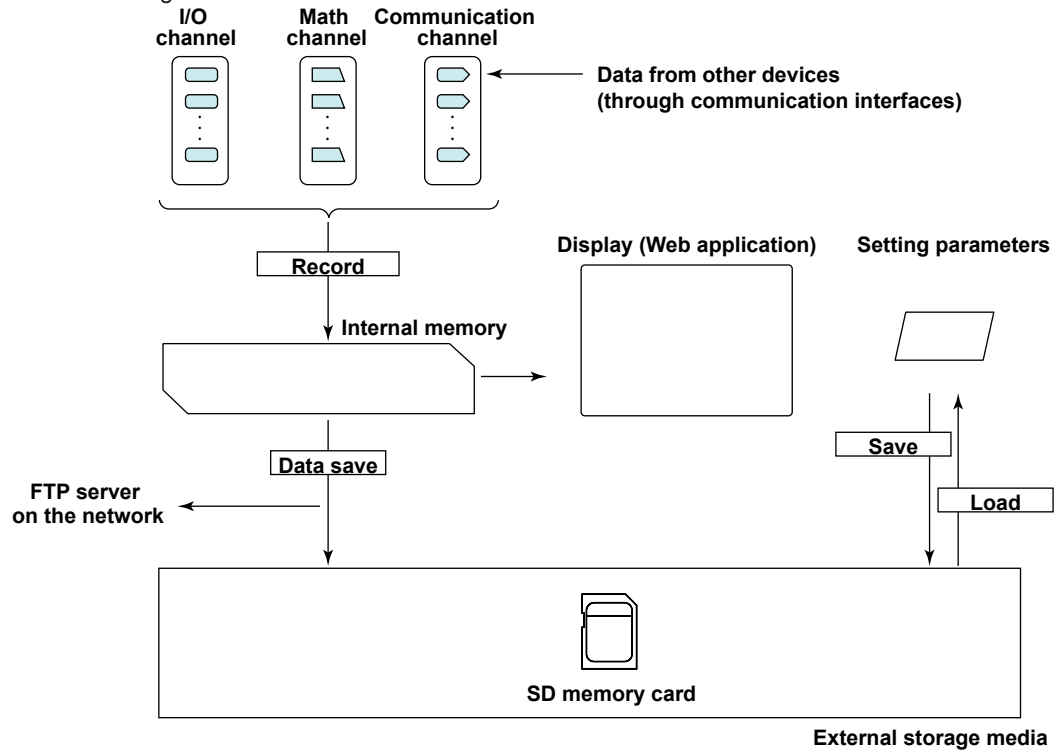 I/O
channel
Math
channel
Communication
channel
Data from other devices
(through communication interfaces)
Record
Display (Web application)
Setting parameters
Internal memory
Data save
Save
FTP server
on the network
Load
SD memory card
External storage media